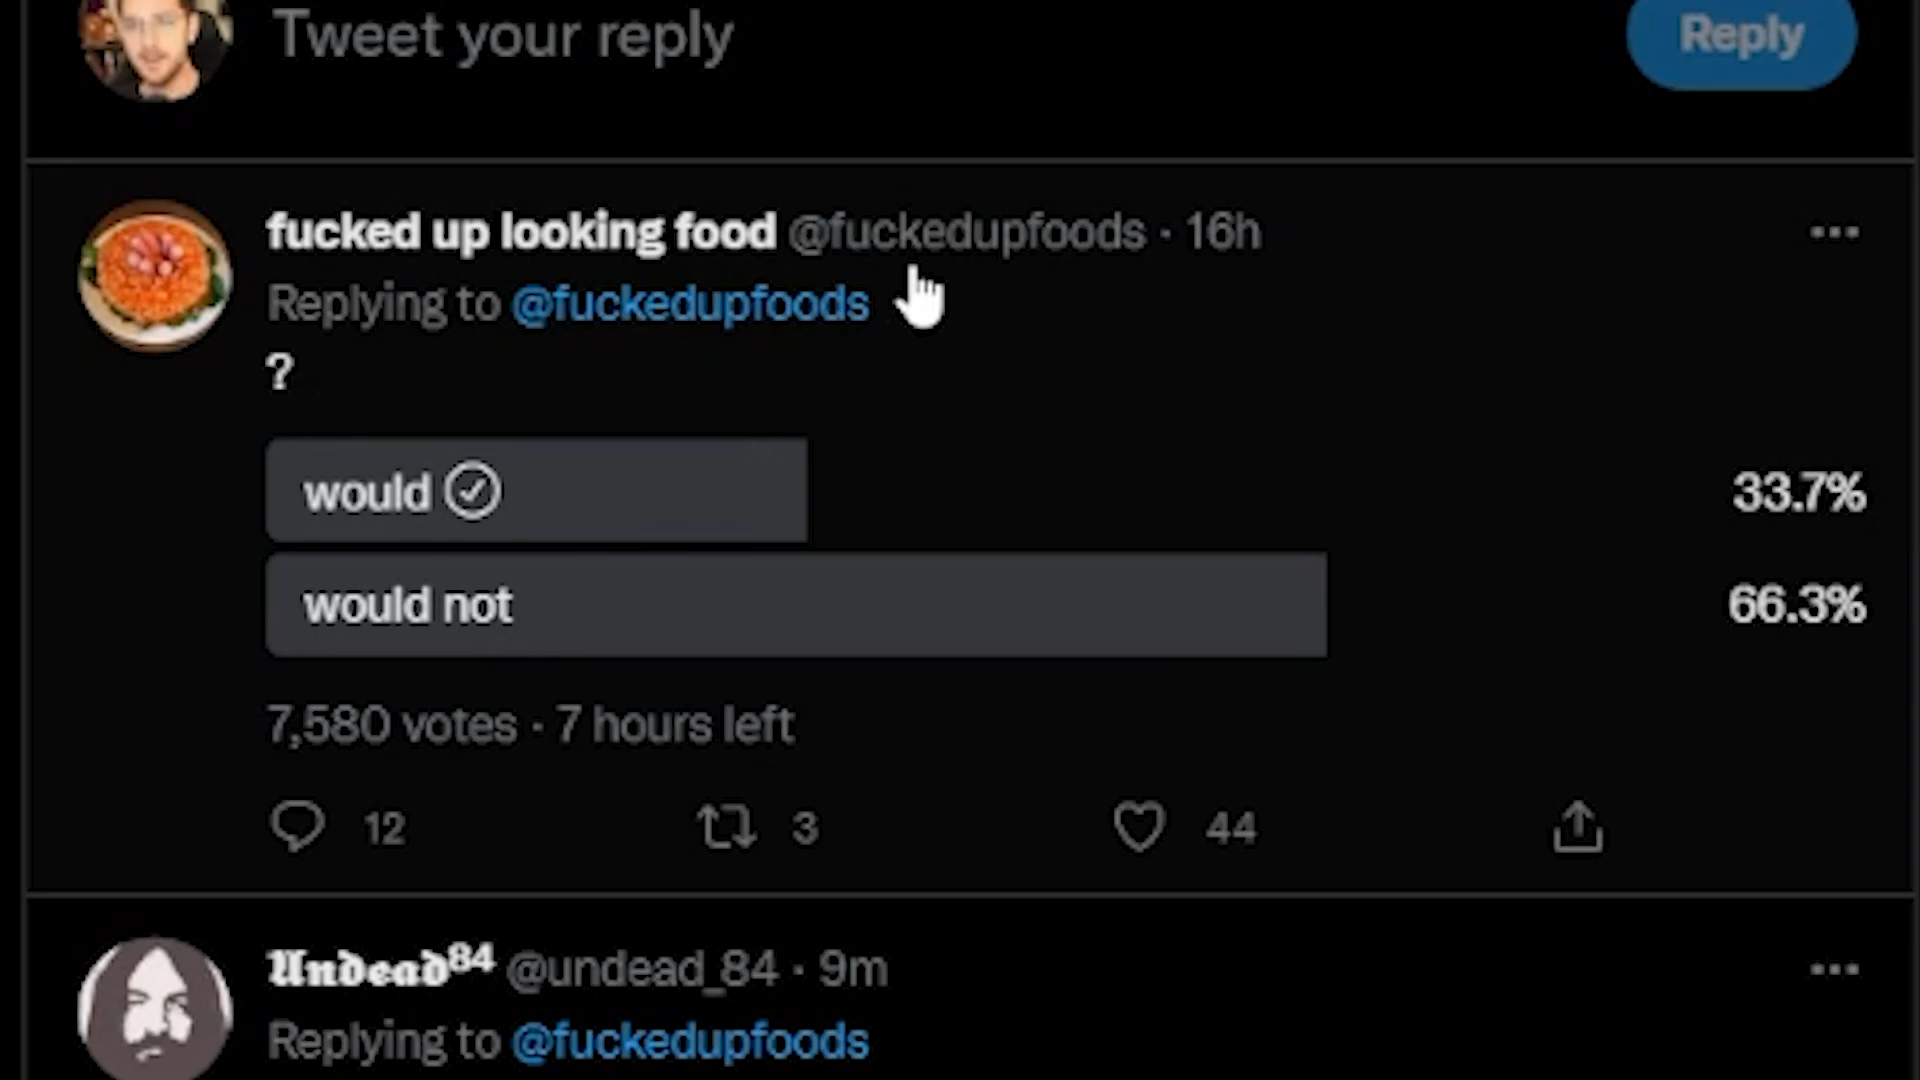 Tweet your reply
Reply
fucked up looking food @fuckedupfoods · 16h
Replying to @fuckedupfoods
?
would
33.7%
would not
66.3%
7,580 votes · 7 hours left
12 3 44
𝖀𝖓𝖉𝖊𝖆𝖉⁸⁴ @undead_84 · 9m
Replying to @fuckedupfoods